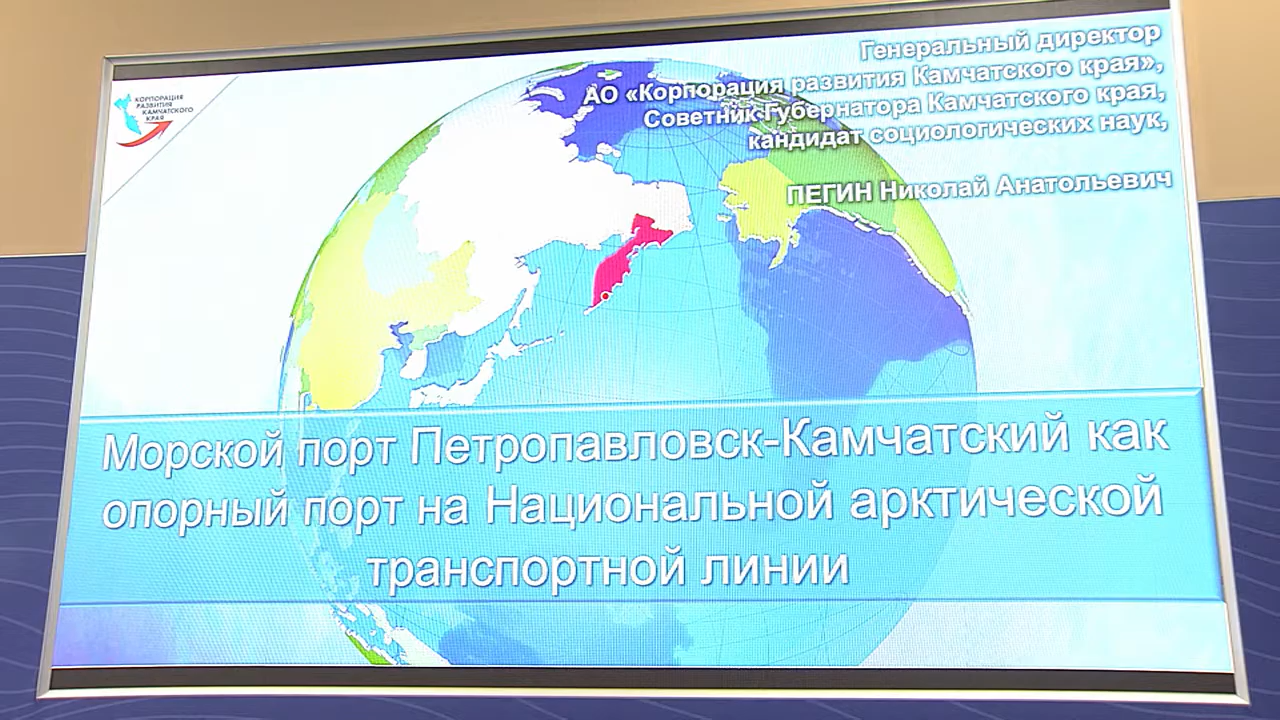 КОРПОРАЦИЯ
РАЗВИТИЯ
КАМЧАТСКОГО
КРАЯ
Генеральный директор
АО «Корпорация развития Камчатского края»,
Советник Губернатора Камчатского края,
кандидат социологических наук,
ПЕГИН Николай Анатольевич
Морской порт Петропавловск-Камчатский как
опорный порт на Национальной арктической
транспортной линии